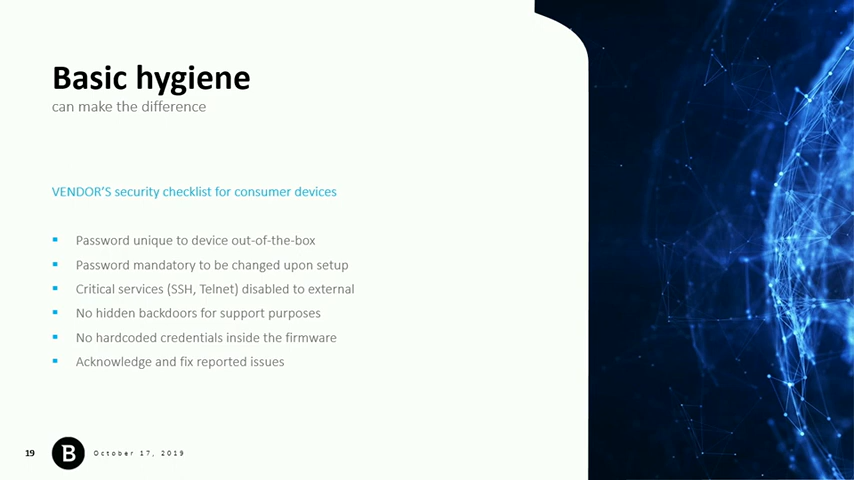 Basic hygiene
can make the difference
VENDOR'S security checklist for consumer devices
▪ Password unique to device out-of-the-box
▪ Password mandatory to be changed upon setup
▪ Critical services (SSH, Telnet) disabled to external
▪ No hidden backdoors for support purposes
▪ No hardcoded credentials inside the firmware
▪ Acknowledge and fix reported issues
19 B October 17, 2019